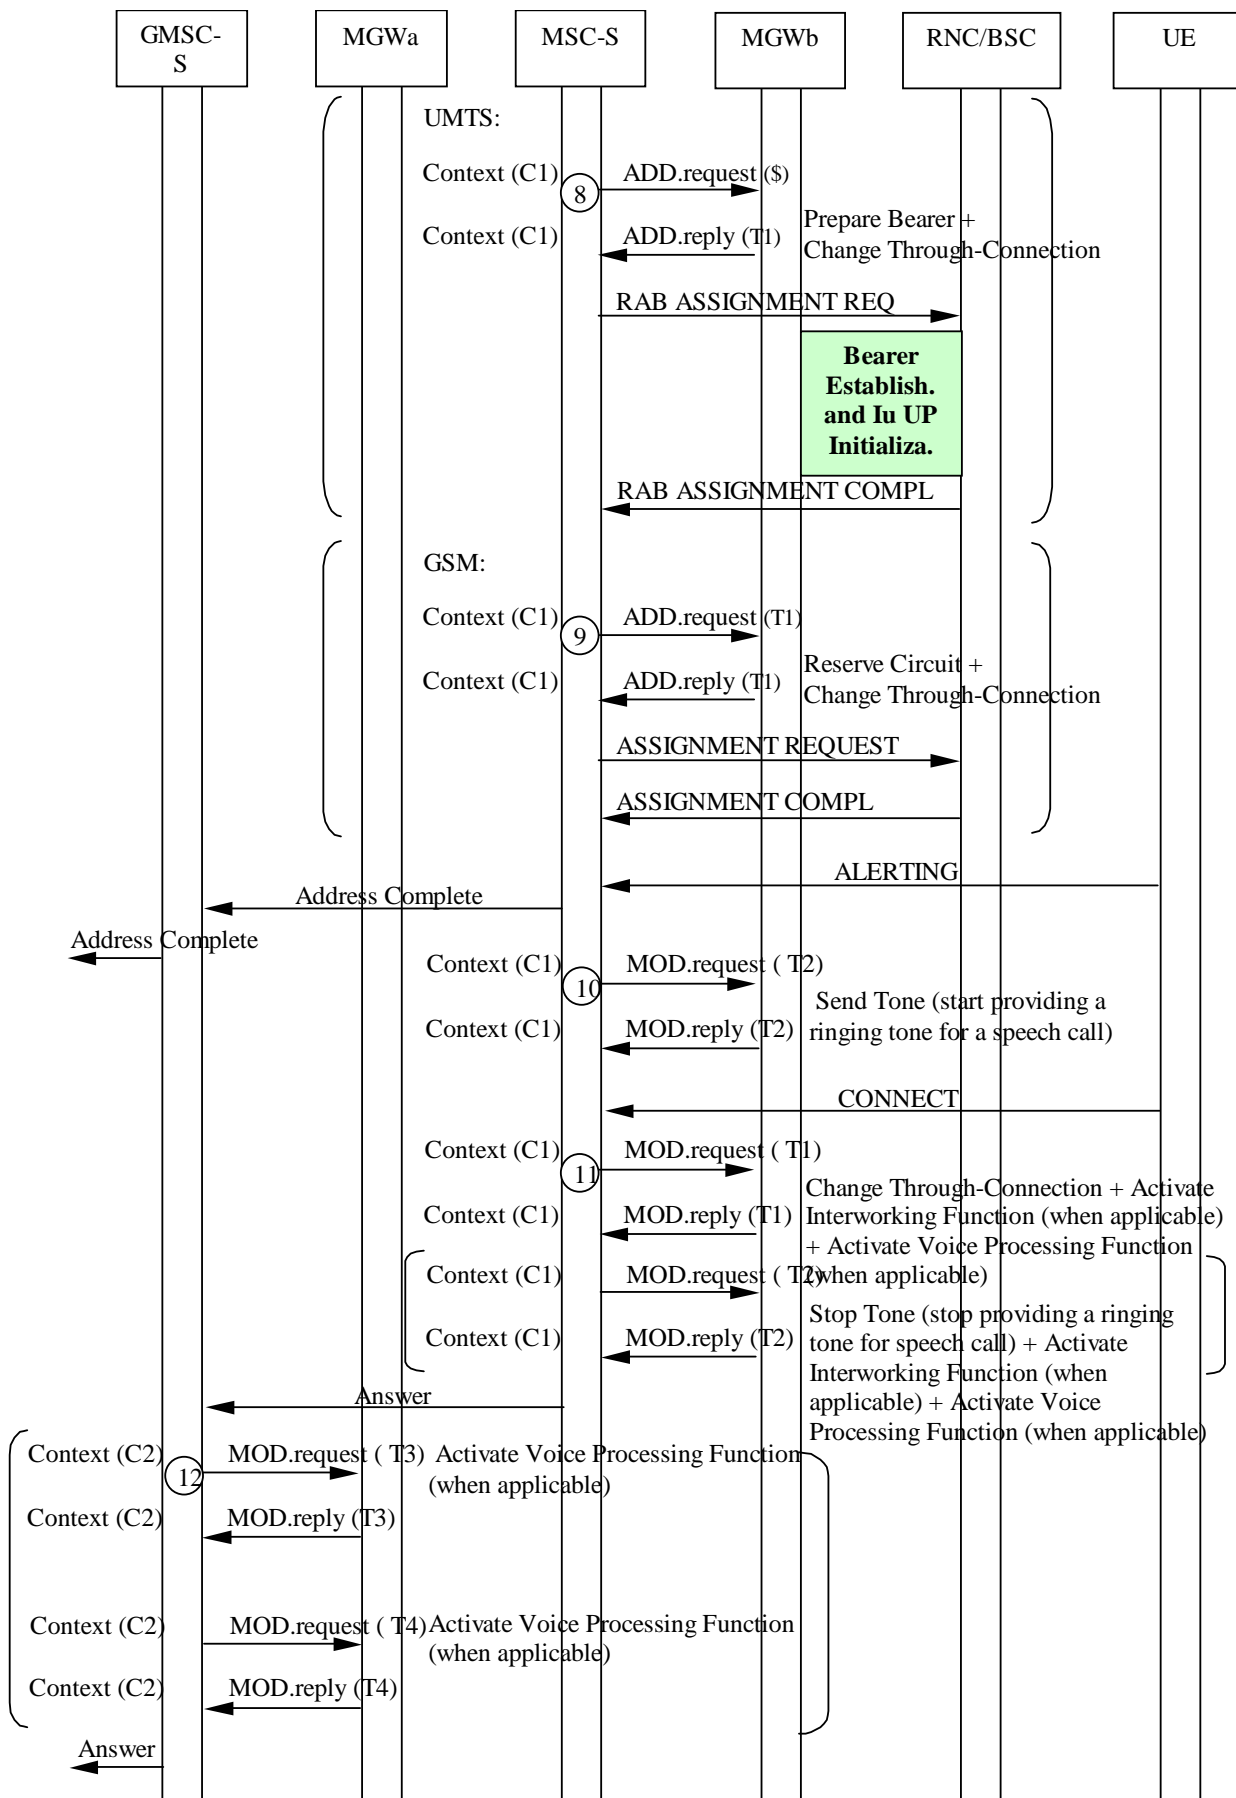 GMSC-
S
MGWa
MSC-S
MGWb
RNC/BSC
UE
UMTS:
Context (C1)
8
ADD.request ($)
Context (C1)
ADD.reply (T1)
Prepare Bearer +
Change Through-Connection
RAB ASSIGNMENT REQ
Bearer
Establish.
and Iu UP
Initializa.
RAB ASSIGNMENT COMPL
GSM:
Context (C1)
9
ADD.request (T1)
Context (C1)
ADD.reply (T1)
Reserve Circuit +
Change Through-Connection
ASSIGNMENT REQUEST
ASSIGNMENT COMPL
ALERTING
Address Complete
Address Complete
Context (C1)
10
MOD.request ( T2)
Context (C1)
MOD.reply (T2)
Send Tone (start providing a
ringing tone for a speech call)
CONNECT
Context (C1)
11
MOD.request ( T1)
Context (C1)
MOD.reply (T1)
Change Through-Connection + Activate
Interworking Function (when applicable)
+ Activate Voice Processing Function
(when applicable)
Context (C1)
MOD.request ( T2)
Context (C1)
MOD.reply (T2)
Stop Tone (stop providing a ringing
tone for speech call) + Activate
Interworking Function (when
applicable) + Activate Voice
Processing Function (when applicable)
Answer
Context (C2)
12
MOD.request ( T3)
Activate Voice Processing Function
(when applicable)
Context (C2)
MOD.reply (T3)
Context (C2)
MOD.request ( T4)
Activate Voice Processing Function
(when applicable)
Context (C2)
MOD.reply (T4)
Answer